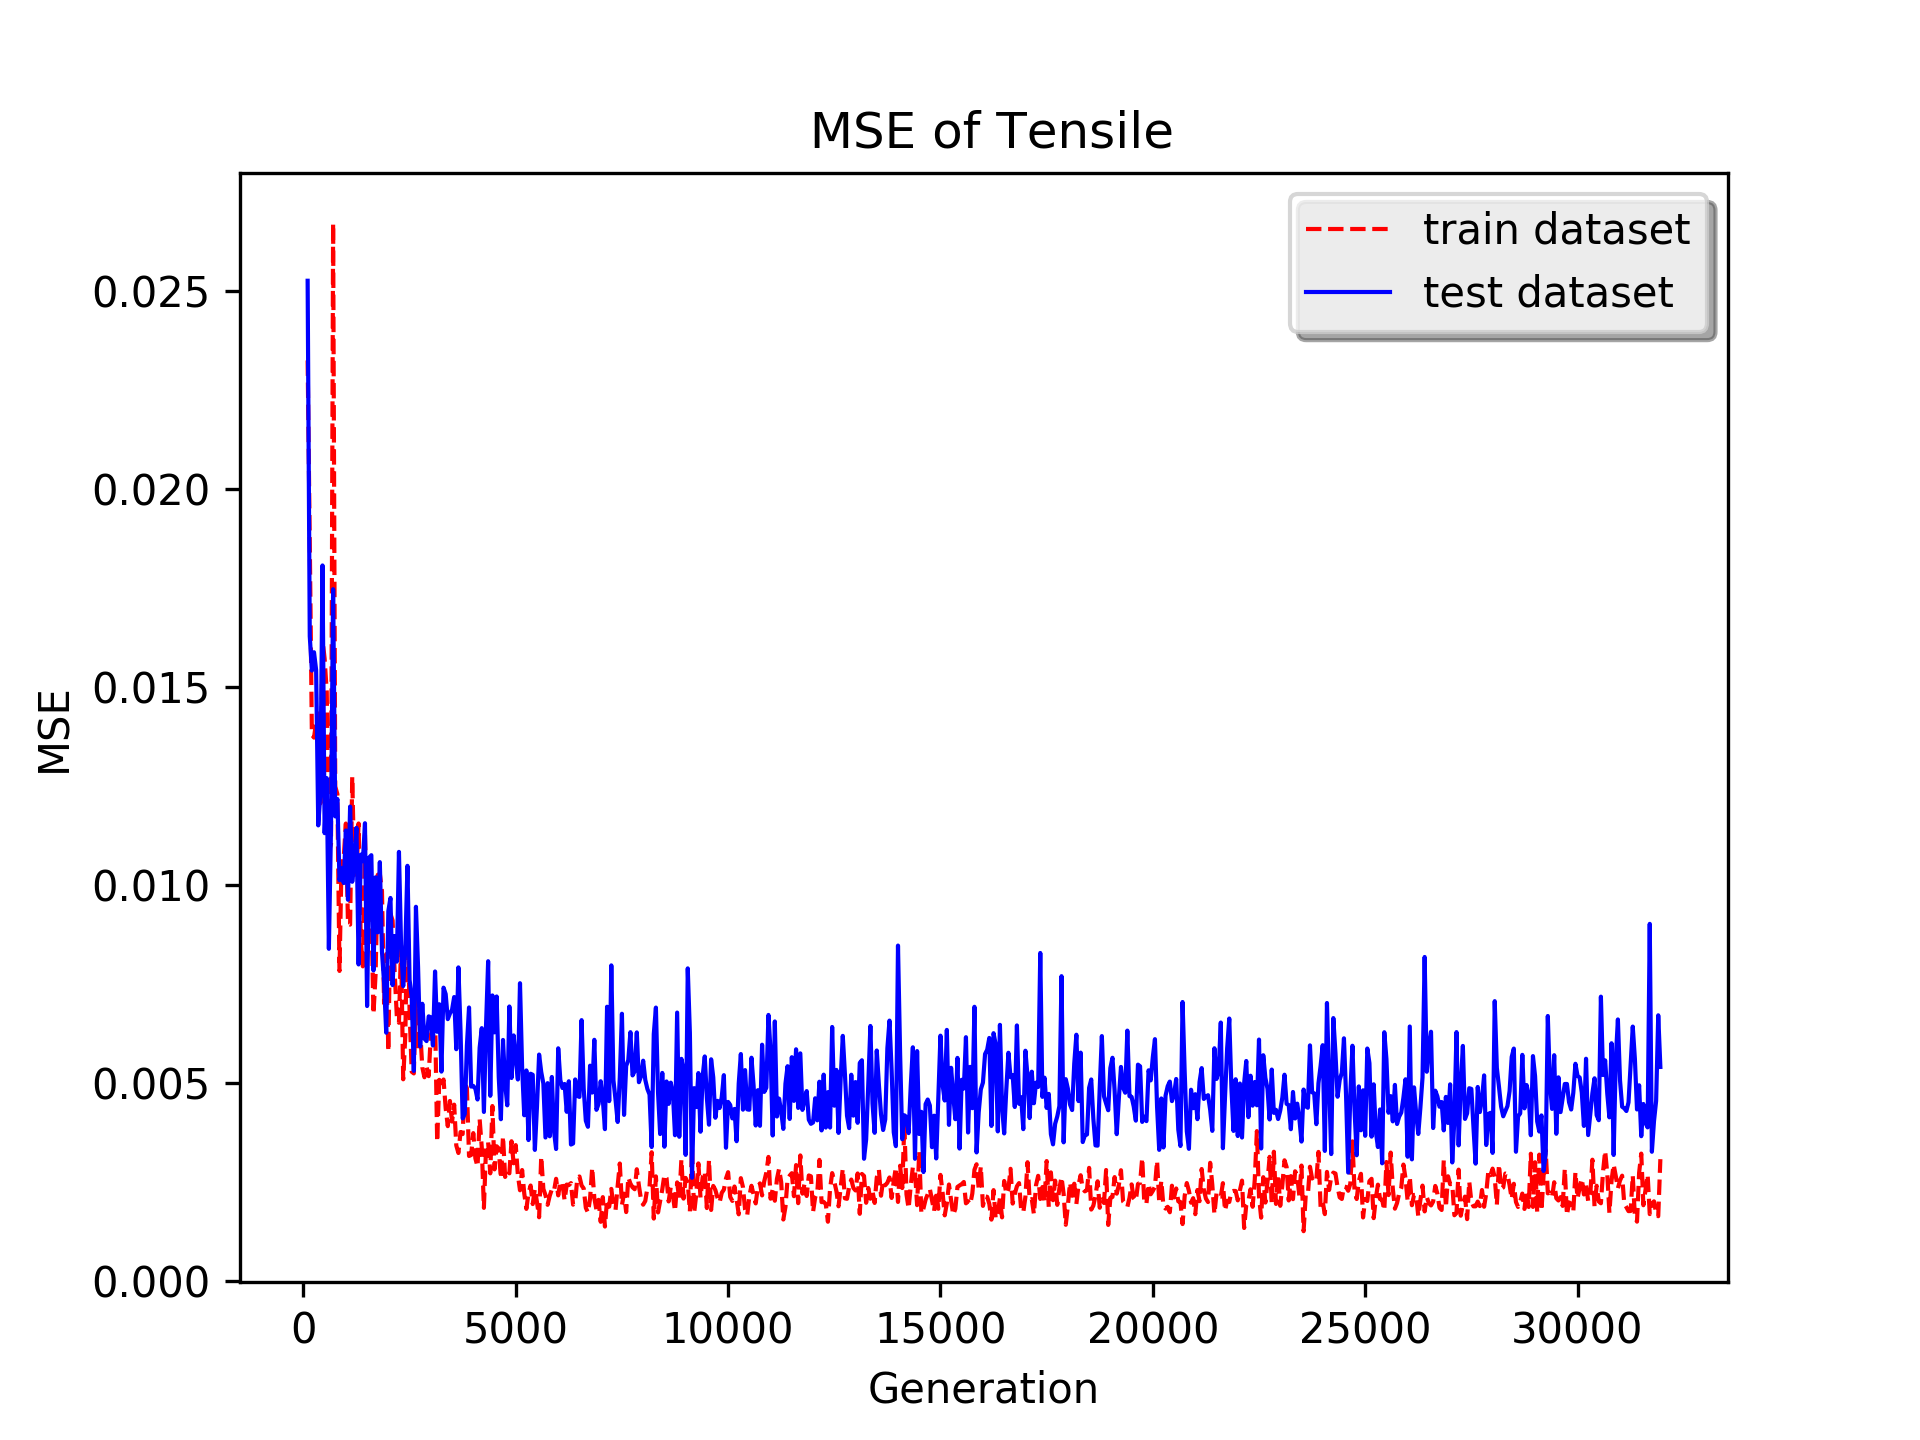 MSE of Tensile
train dataset
test dataset
0.025
0.020
0.015
0.010
0.005
0.000
MSE
0 5000 10000 15000 20000 25000 30000
Generation